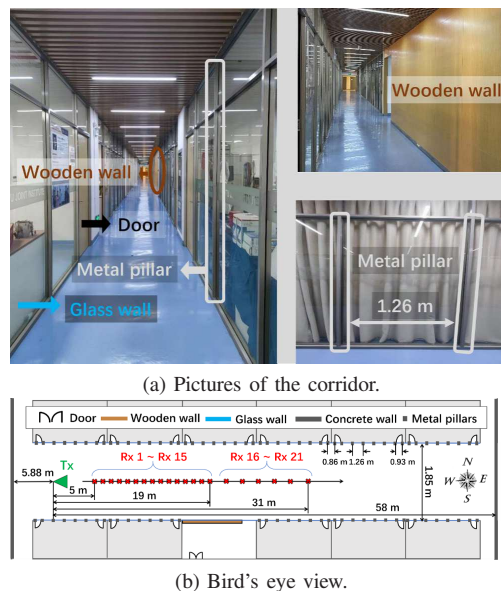 Wooden wall
Wooden wall
Door
Metal pillar
Glass wall
Metal pillar
1.26 m
(a) Pictures of the corridor.
Door Wooden wall Glass wall Concrete wall Metal pillars
Rx 1 ~ Rx 15 Rx 16 ~ Rx 21
0.86 m 1.26 m 0.93 m
5.88 m Tx
5 m
19 m
31 m
58 m
1.85 m
N
W E
S
(b) Bird's eye view.